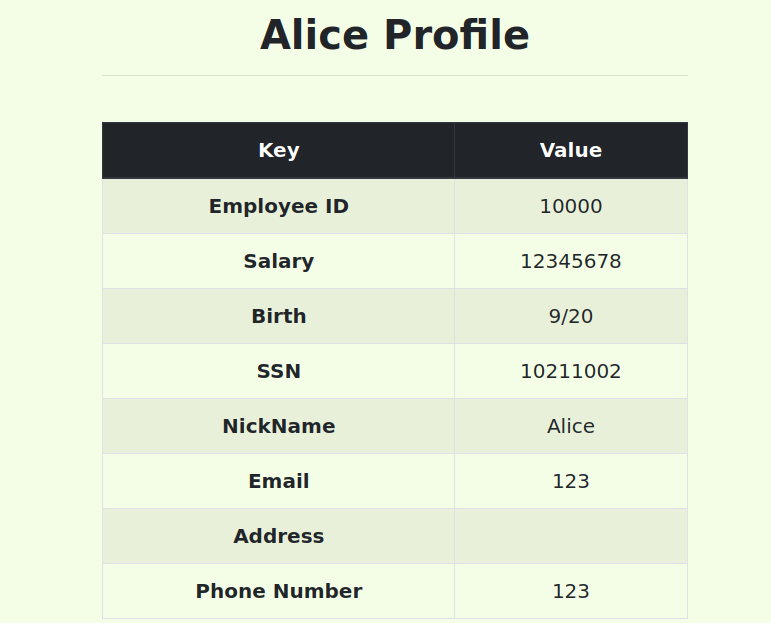 Alice Profile
Key Value
Employee ID 10000
Salary 12345678
Birth 9/20
SSN 10211002
NickName Alice
Email 123
Address
Phone Number 123